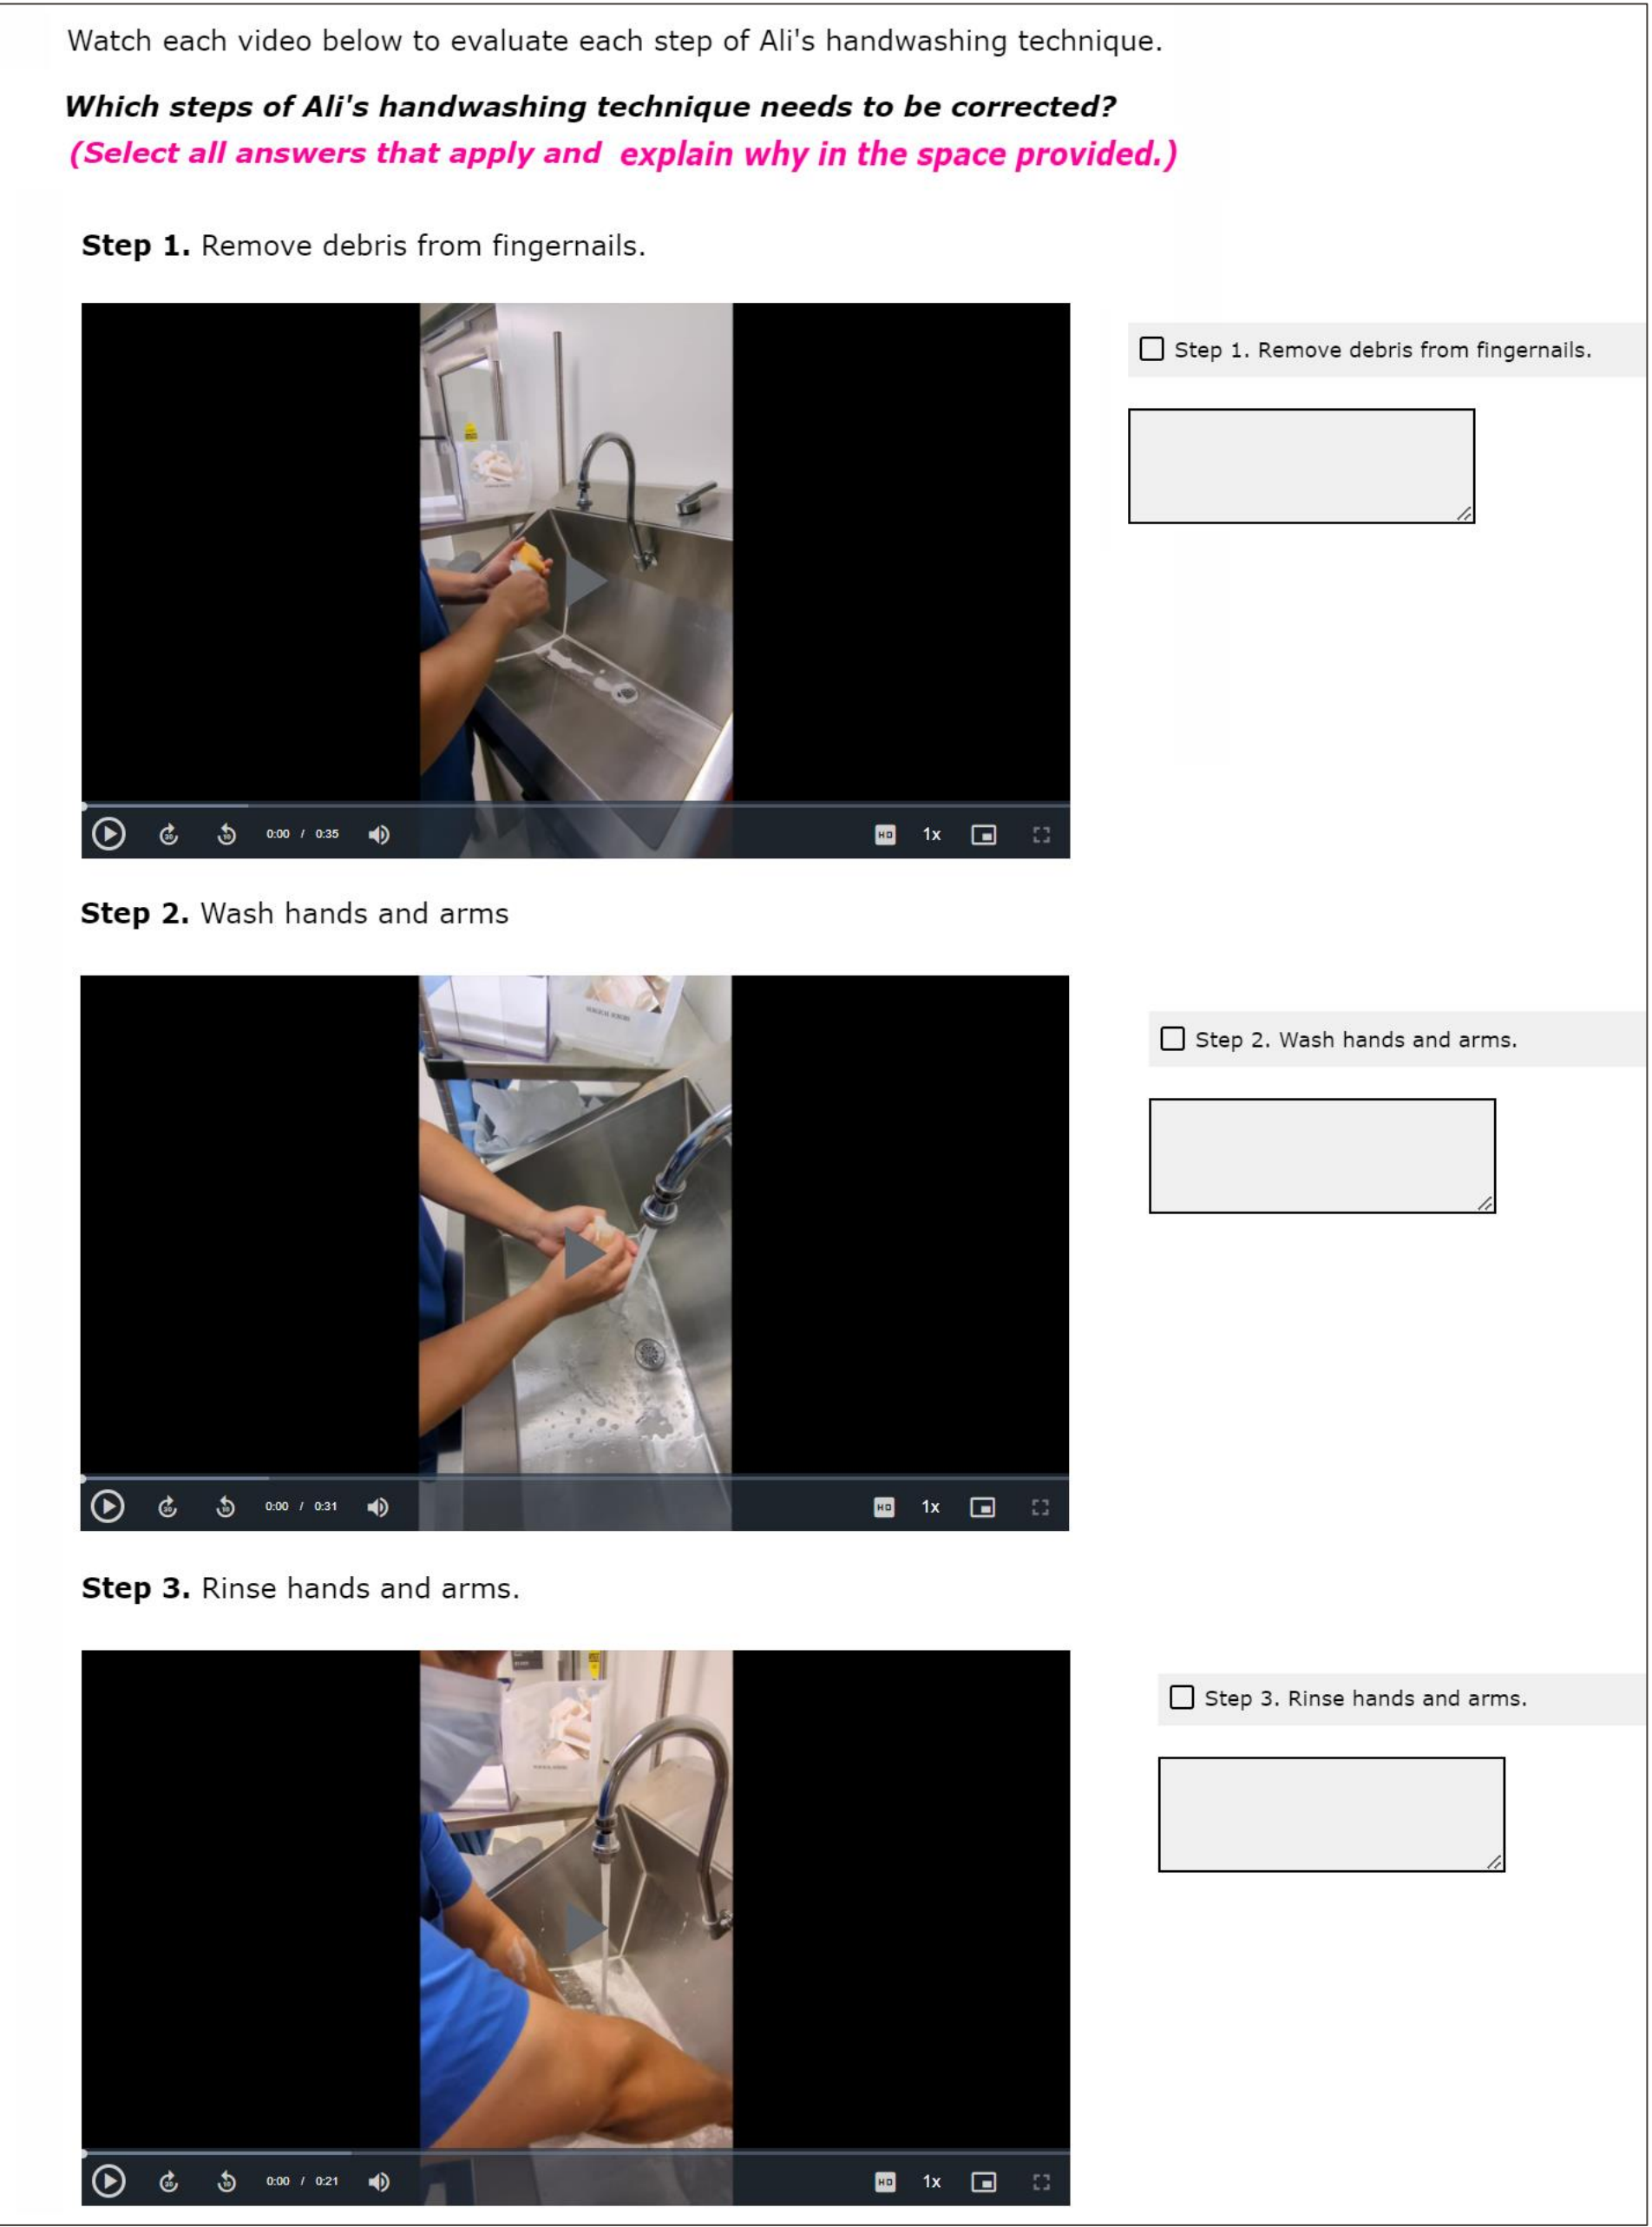 Watch each video below to evaluate each step of Ali's handwashing technique.
Which steps of Ali's handwashing technique needs to be corrected?
(Select all answers that apply and explain why in the space provided.)
Step 1. Remove debris from fingernails.
Step 1. Remove debris from fingernails.
0:00 / 0:35
HD
1x
Step 2. Wash hands and arms
Step 2. Wash hands and arms.
0:00 / 0:31
HD
1x
Step 3. Rinse hands and arms.
Step 3. Rinse hands and arms.
0:00 / 0:21
HD
1x